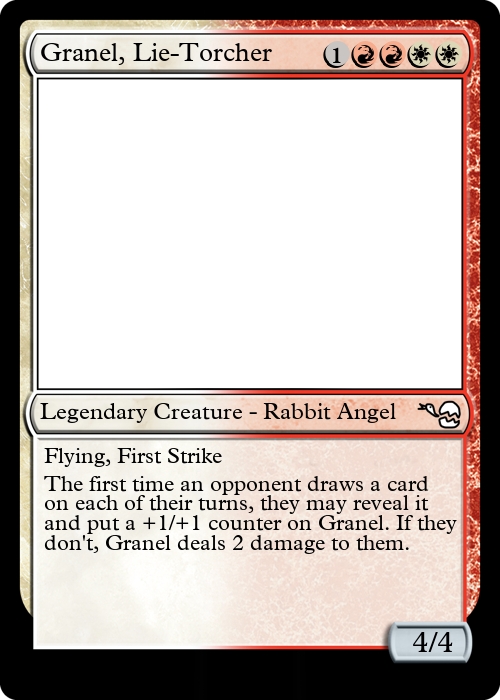 Granel, Lie-Torcher 1
Legendary Creature - Rabbit Angel
Flying, First Strike
The first time an opponent draws a card
on each of their turns, they may reveal it
and put a +1/+1 counter on Granel. If they
don't, Granel deals 2 damage to them.
4/4